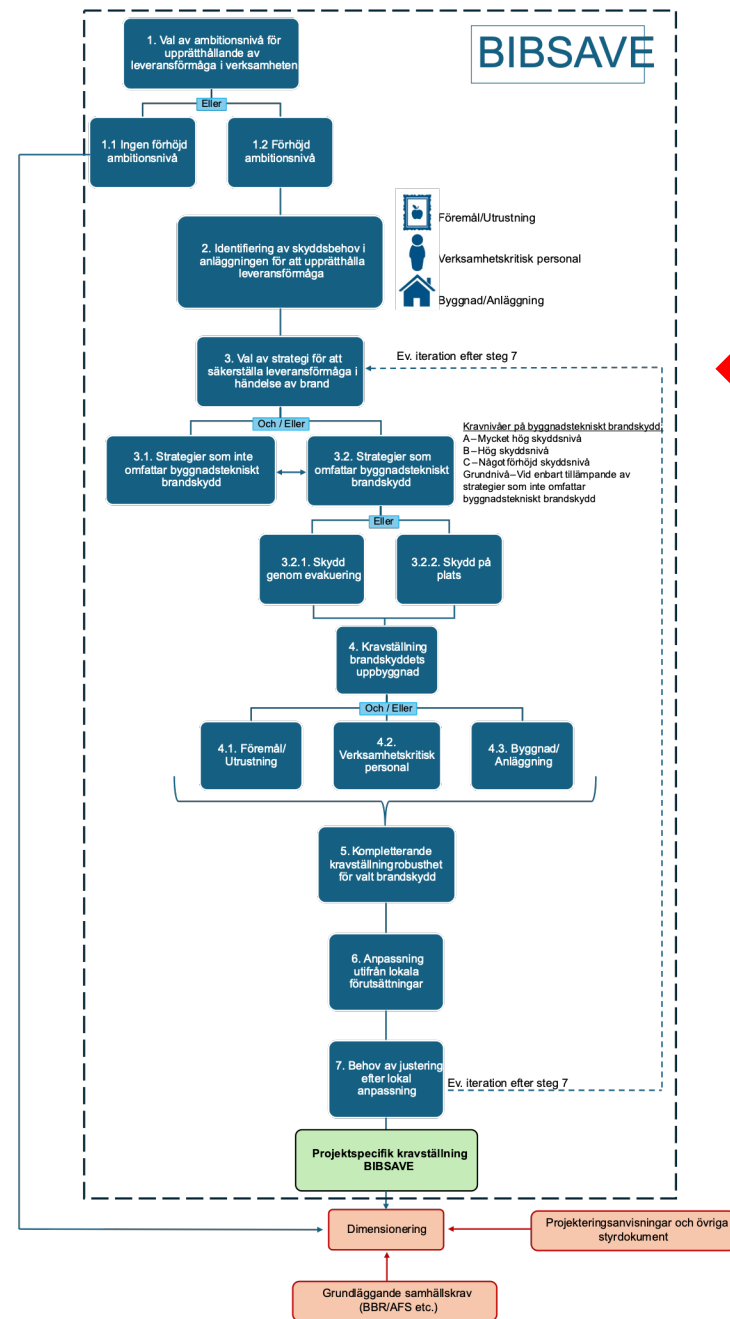 BIBSAVE
1. Val av ambitionsnivå för
upprätthållande av
leveransförmåga i verksamheten
Eller
1.1 Ingen förhöjd
ambitionsnivå
1.2 Förhöjd
ambitionsnivå
2. Identifiering av skyddsbehov i
anläggningen för att upprätthålla
leveransförmåga
Föremål/Utrustning
Verksamhetskritisk personal
Byggnad/Anläggning
3. Val av strategi för att
säkerställa leveransförmåga i
händelse av brand
Ev. iteration efter steg 7
Och / Eller
3.1. Strategier som inte
omfattar byggnadstekniskt
brandskydd
3.2. Strategier som
omfattar byggnadstekniskt
brandskydd
Kravnivåer på byggnadstekniskt brandskydd
A – Mycket hög skyddsnivå
B – Hög skyddsnivå
C – Något förhöjd skyddsnivå
Grundnivå – Vid enbart tillämpande av
strategier som inte omfattar
byggnadstekniskt brandskydd
Eller
3.2.1. Skydd
genom evakuering
3.2.2. Skydd på
plats
4. Kravställning
brandskyddets
uppbyggnad
Och / Eller
4.1. Föremål/
Utrustning
4.2.
Verksamhetskritisk
personal
4.3. Byggnad/
Anläggning
5. Kompletterande
kravställning robusthet
för valt brandskydd
6. Anpassning
utifrån lokala
förutsättningar
7. Behov av justering
efter lokal
anpassning
Ev. iteration efter steg 7
Projektspecifik kravställning
BIBSAVE
Dimensionering
Projekteringsanvisningar och övriga
styrdokument
Grundläggande samhällskrav
(BBR/AFS etc.)